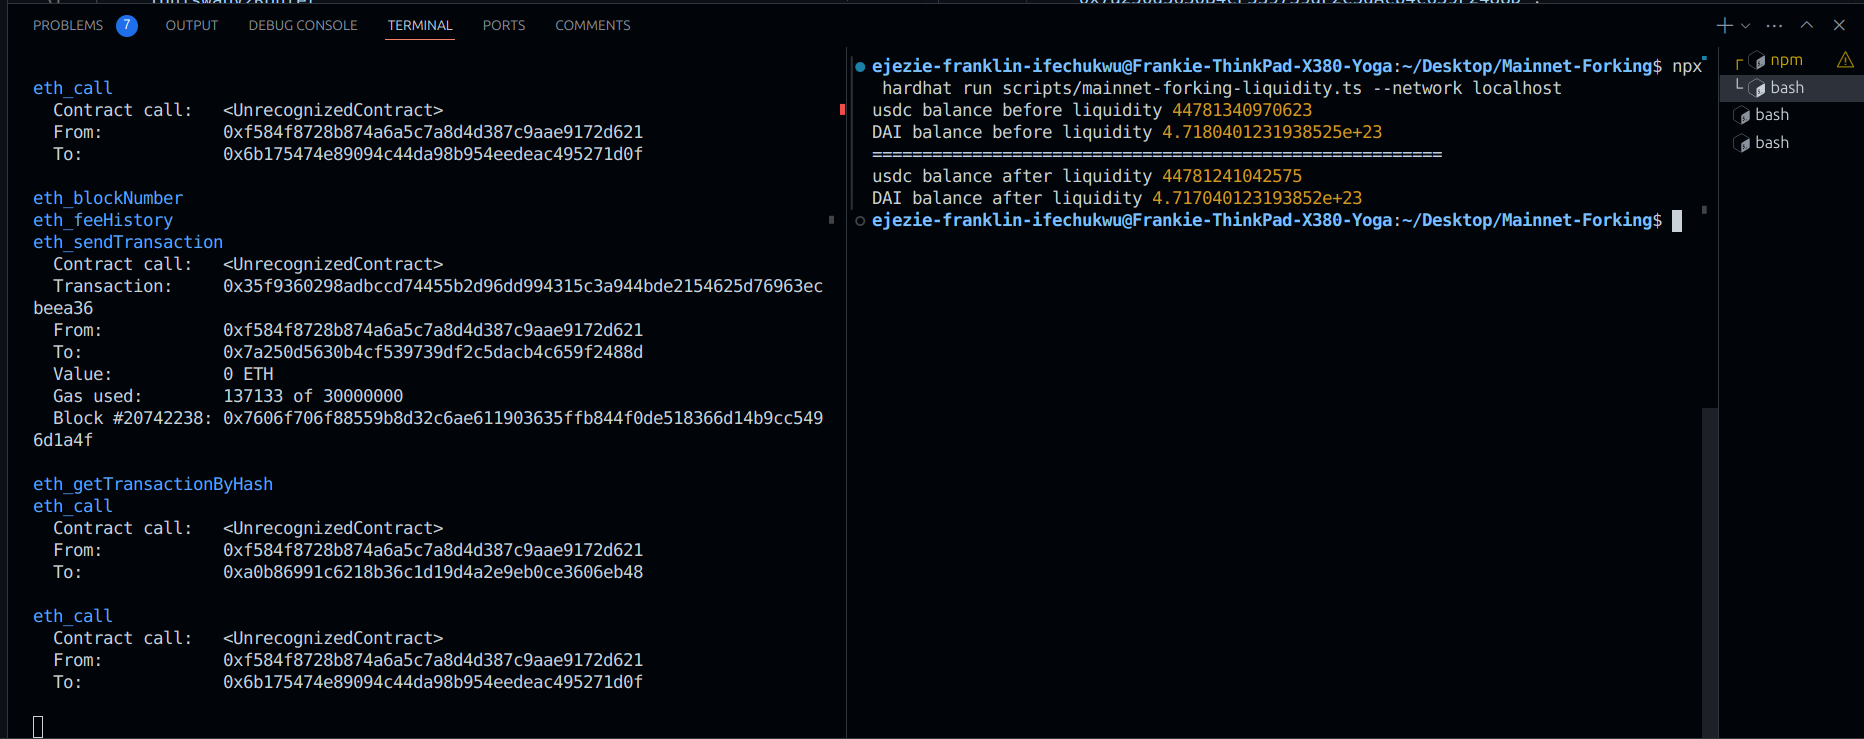 PROBLEMS 7 OUTPUT DEBUG CONSOLE TERMINAL PORTS COMMENTS
eth_call
Contract call: <UnrecognizedContract>
From: 0xf584f8728b874a6a5c7a8d4d387c9aae9172d621
To: 0x6b175474e89094c44da98b954eedeac495271d0f
eth_blockNumber
eth_feeHistory
eth_sendTransaction
Contract call: <UnrecognizedContract>
Transaction: 0x35f9360298adbccd74455b2d96dd994315c3a944bde2154625d76963ec
beea36
From: 0xf584f8728b874a6a5c7a8d4d387c9aae9172d621
To: 0x7a250d5630b4cf539739df2c5dacb4c659f2488d
Value: 0 ETH
Gas used: 137133 of 30000000
Block #20742238: 0x7606f706f88559b8d32c6ae611903635ffb844f0de518366d14b9cc549
6d1a4f
eth_getTransactionByHash
eth_call
Contract call: <UnrecognizedContract>
From: 0xf584f8728b874a6a5c7a8d4d387c9aae9172d621
To: 0xa0b86991c6218b36c1d19d4a2e9eb0ce3606eb48
eth_call
Contract call: <UnrecognizedContract>
From: 0xf584f8728b874a6a5c7a8d4d387c9aae9172d621
To: 0x6b175474e89094c44da98b954eedeac495271d0f
ejezie-franklin-ifechukwu@Frankie-ThinkPad-X380-Yoga:~/Desktop/Mainnet-Forking$ npx
hardhat run scripts/mainnet-forking-liquidity.ts --network localhost
usdc balance before liquidity 44781340970623
DAI balance before liquidity 4.7180401231938525e+23
=========================================================
usdc balance after liquidity 44781241042575
DAI balance after liquidity 4.717040123193852e+23
ejezie-franklin-ifechukwu@Frankie-ThinkPad-X380-Yoga:~/Desktop/Mainnet-Forking$
npm
bash
bash
bash